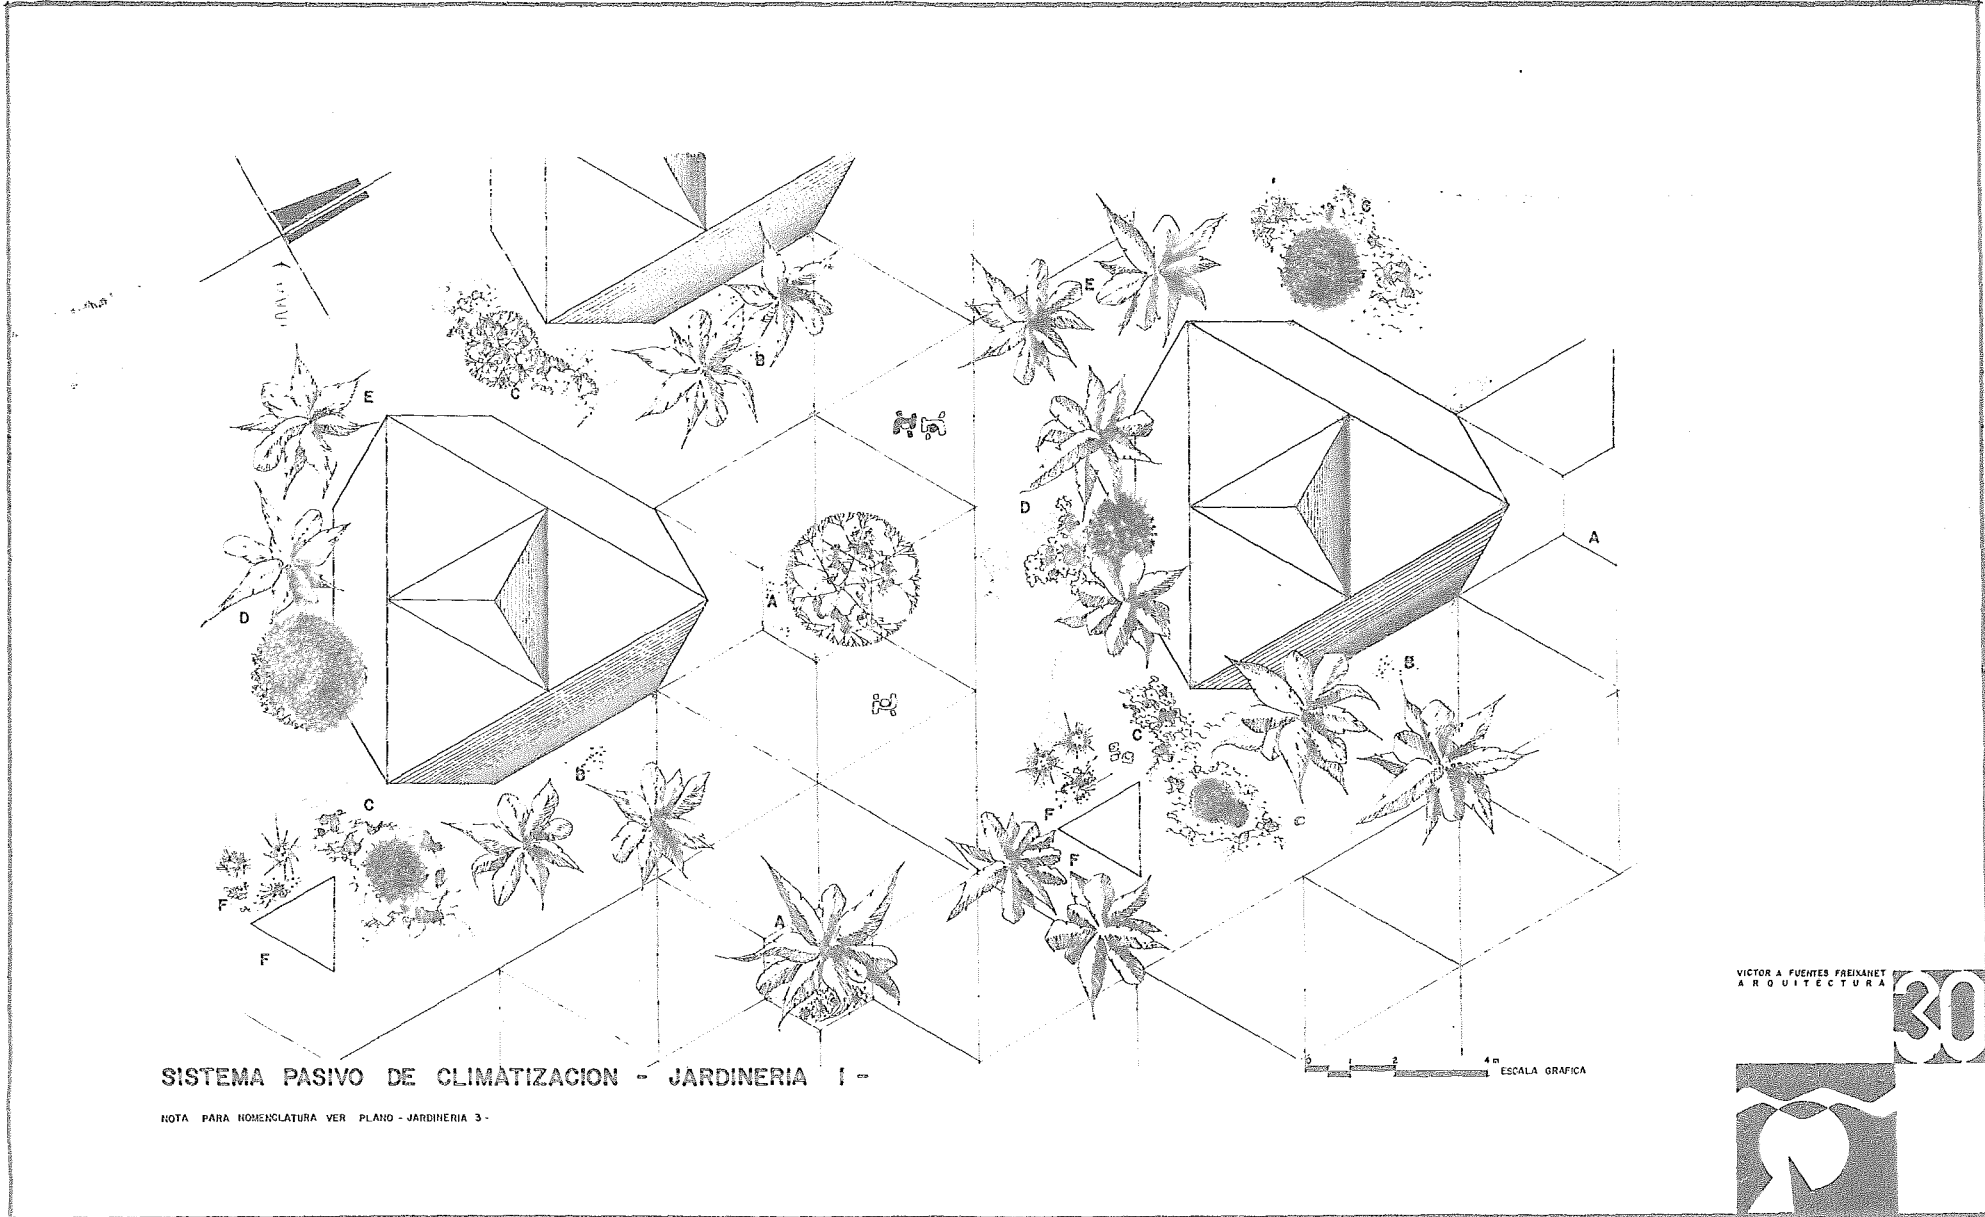 C
E
G
E
B
C
E
D
A
D
A
B
C
B
C
F
C
F
A
F
F
VICTOR A FUENTES FREIXANET
ARQUITECTURA
30
0 1 2 4 m
ESCALA GRAFICA
SISTEMA PASIVO DE CLIMATIZACION - JARDINERIA I -
NOTA PARA NOMENCLATURA VER PLANO - JARDINERIA 3 -